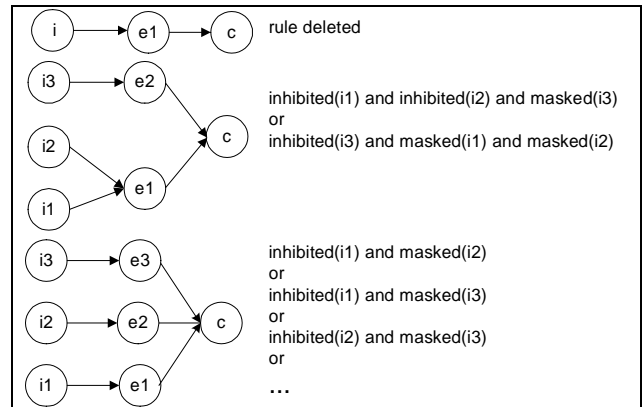 i e1 c rule deleted
i3 e2
inhibited(i1) and inhibited(i2) and masked(i3)
or
inhibited(i3) and masked(i1) and masked(i2)
c
i2
e1
i1
i3 e3
inhibited(i1) and masked(i2)
or
inhibited(i1) and masked(i3)
or
i2 e2 c
inhibited(i2) and masked(i3)
or
i1 e1
...